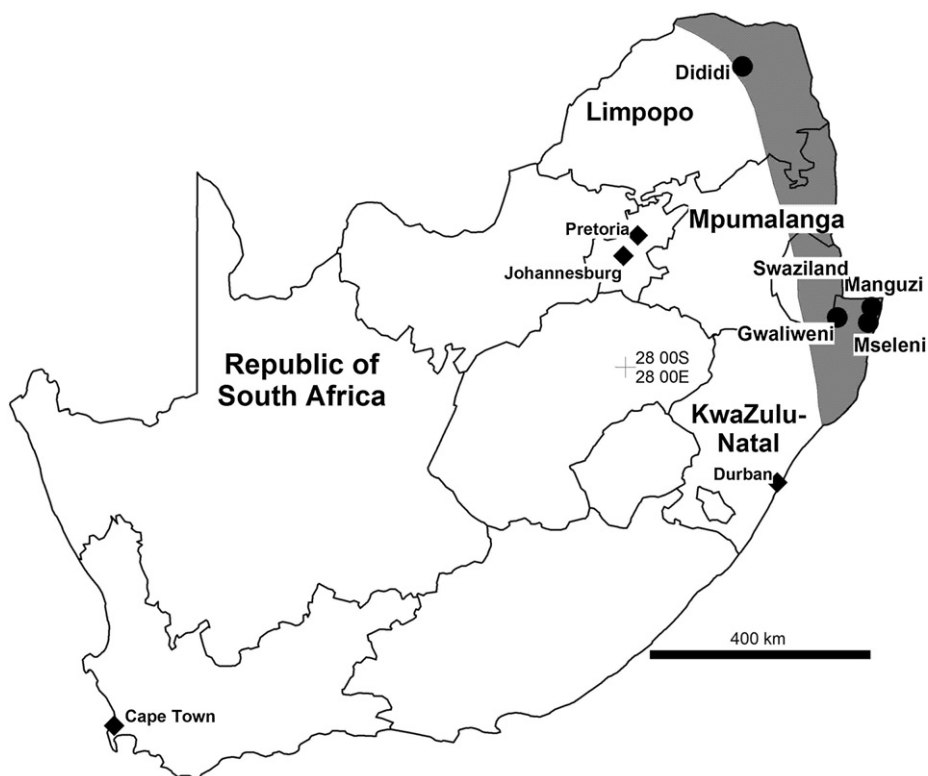 Dididi
Limpopo
Pretoria
Mpumalanga
Johannesburg
Swaziland
Manguzi
Gwaliweni
Mseleni
Republic of
South Africa
28 00S
28 00E
KwaZulu-
Natal
Durban
400 km
Cape Town